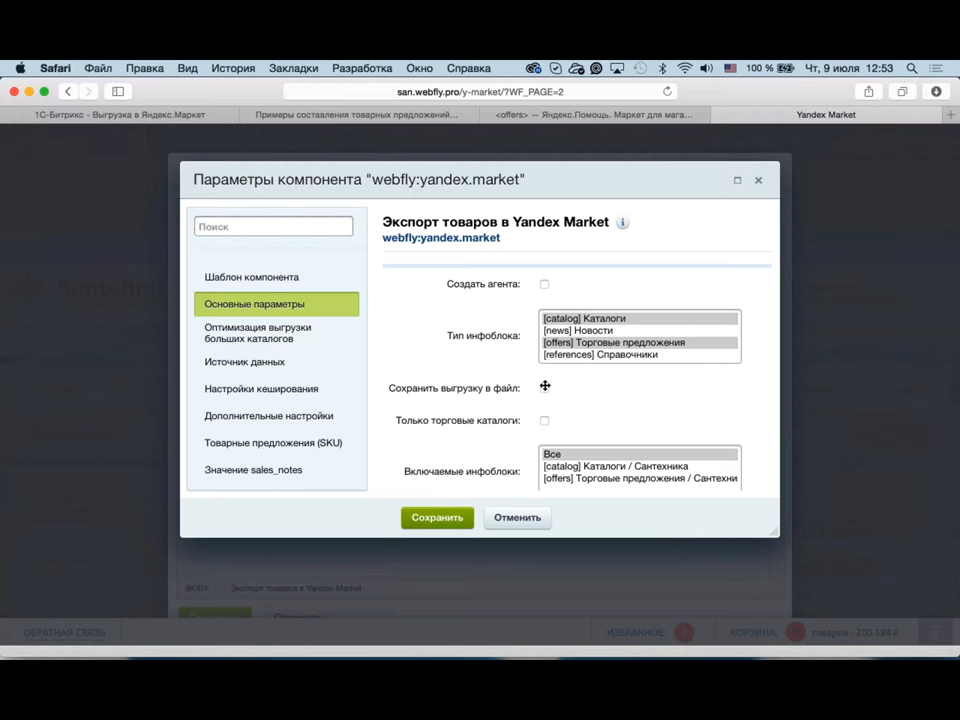 Safari Файл Правка Вид История Закладки Разработка Окно Справка 100 % Чт, 9 июля 12:53
san.webfly.pro/y-market/?WF_PAGE=2
1С-Битрикс - Выгрузка в Яндекс.Маркет Примеры составления товарных предложений... <offers> — Яндекс.Помощь. Маркет для мага... Yandex Market
Параметры компонента "webfly:yandex.market"
Поиск
Шаблон компонента
Основные параметры
Оптимизация выгрузки
больших каталогов
Источник данных
Настройки кеширования
Дополнительные настройки
Товарные предложения (SKU)
Значение sales_notes
Экспорт товаров в Yandex Market
webfly:yandex.market
Создать агента:
Тип инфоблока:
[catalog] Каталоги
[news] Новости
[offers] Торговые предложения
[references] Справочники
Сохранить выгрузку в файл:
Только торговые каталоги:
Включаемые инфоблоки:
Все
[catalog] Каталоги / Сантехника
[offers] Торговые предложения / Сантехни
Сохранить Отменить
BODY Экспорт товаров в Yandex Market
Отменить
ОБРАТНАЯ СВЯЗЬ ИЗБРАННОЕ: КОРЗИНА: товаров - 200 584 ₽